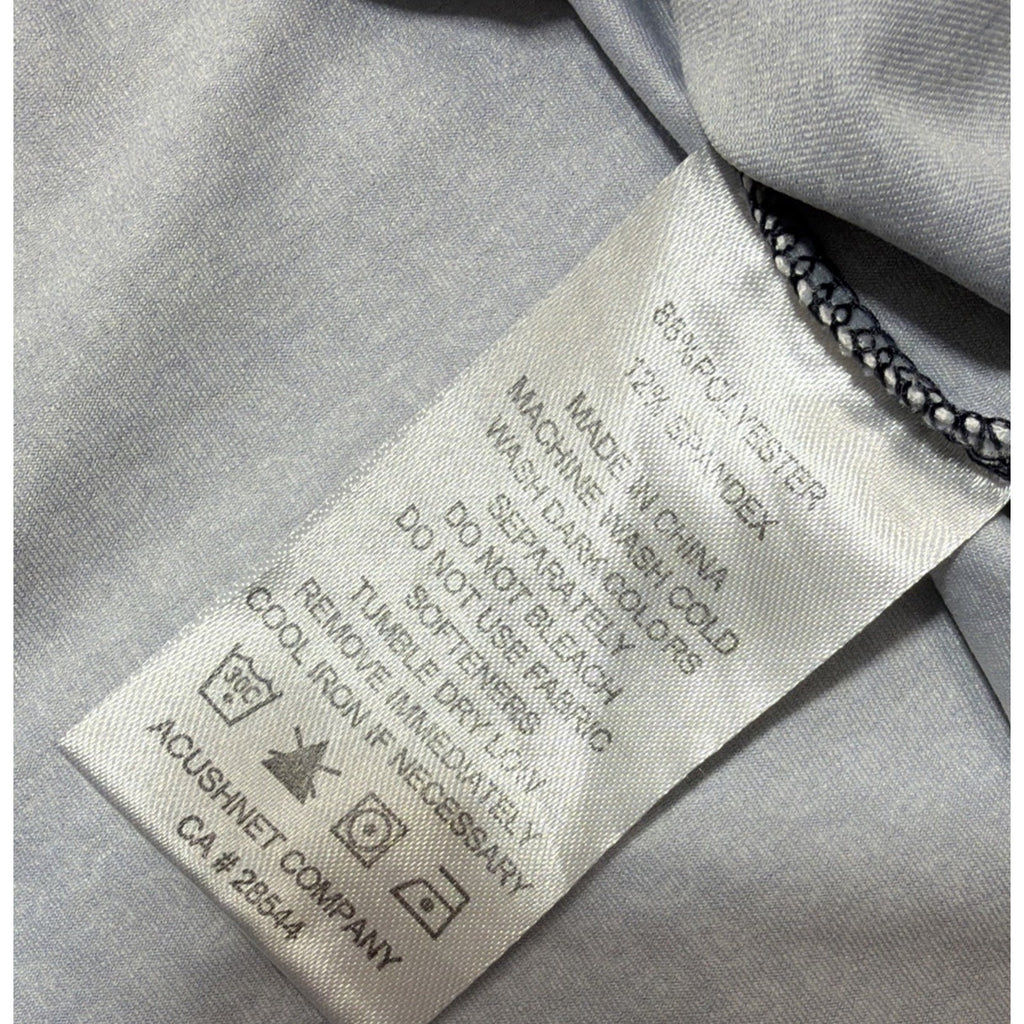 88%POLYESTER
12% SPANDEX
MADE IN CHINA
MACHINE WASH COLD
WASH DARK COLORS
SEPARATELY
DO NOT BLEACH
DO NOT USE FABRIC
SOFTENERS
TUMBLE DRY LOW
REMOVE IMMEDIATELY
COOL IRON IF NECESSARY
30C
ACUSHNET COMPANY
CA # 28544